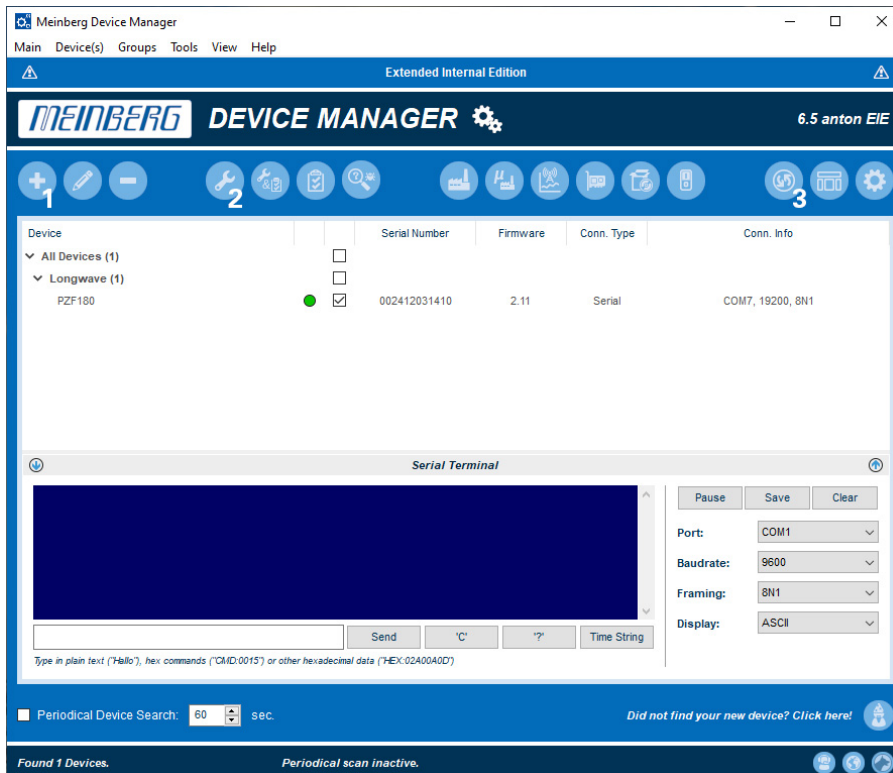 Meinberg Device Manager
Main Device(s) Groups Tools View Help
Extended Internal Edition
MEINBERG DEVICE MANAGER 6.5 anton EIE
1 2 3
Device Serial Number Firmware Conn. Type Conn. Info
All Devices (1)
Longwave (1)
PZF180 002412031410 2.11 Serial COM7, 19200, 8N1
Serial Terminal
Pause Save Clear
Port: COM1
Baudrate: 9600
Framing: 8N1
Display: ASCII
Send 'C' '?' Time String
Type in plain text ("Hallo"), hex commands ("CMD:0015") or other hexadecimal data ("HEX:02A00A0D")
Periodical Device Search: 60 sec.
Did not find your new device? Click here!
Found 1 Devices. Periodical scan inactive.